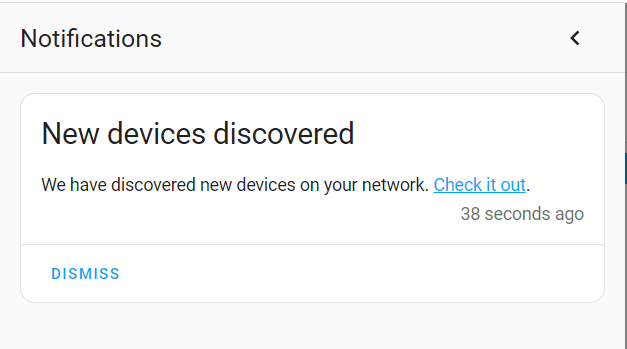 Notifications
New devices discovered
We have discovered new devices on your network. Check it out.
38 seconds ago
DISMISS